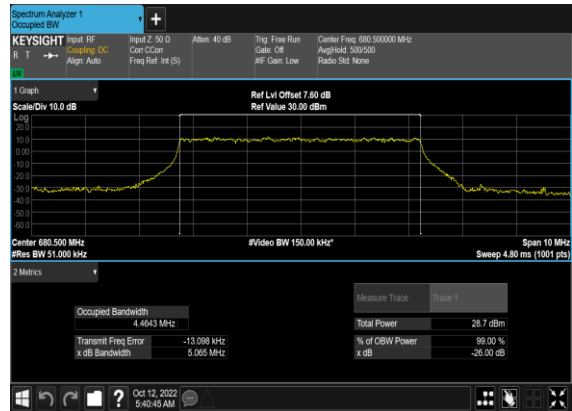 Spectrum Analyzer 1
Occupied BW
+
KEYSIGHT
R T
Input: RF
Coupling: DC
Align: Auto
Input Z: 50 Ω
Corr CCorr
Freq Ref: Int (S)
Atten: 40 dB
Trig: Free Run
Gate: Off
#IF Gain: Low
Center Freq: 680.500000 MHz
Avg|Hold: 500/500
Radio Std: None
1 Graph
Scale/Div 10.0 dB
Ref Lvl Offset 7.60 dB
Ref Value 30.00 dBm
Log
20.0
10.0
0.00
-10.0
-20.0
-30.0
-40.0
-50.0
-60.0
Center 680.500 MHz
#Res BW 51.000 kHz
#Video BW 150.00 kHz*
Span 10 MHz
Sweep 4.80 ms (1001 pts)
2 Metrics
Occupied Bandwidth
4.4643 MHz
Transmit Freq Error -13.098 kHz
x dB Bandwidth 5.065 MHz
Measure Trace Trace 1
Total Power 28.7 dBm
% of OBW Power 99.00 %
x dB -26.00 dB
?
Oct 12, 2022
5:40:45 AM